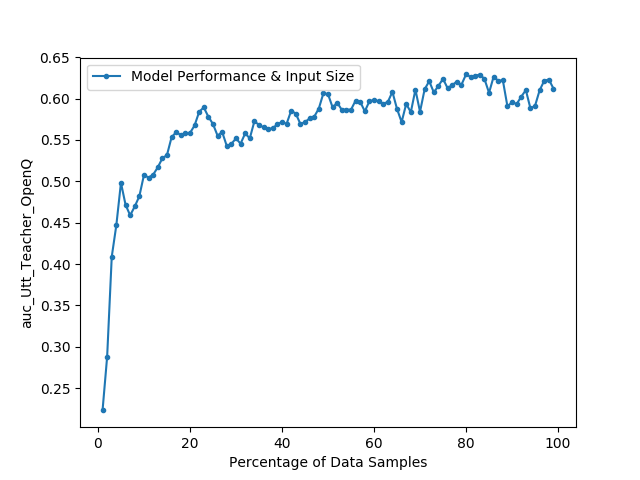 Model Performance & Input Size
auc_Utt_Teacher_OpenQ
0.65
0.60
0.55
0.50
0.45
0.40
0.35
0.30
0.25
0 20 40 60 80 100
Percentage of Data Samples